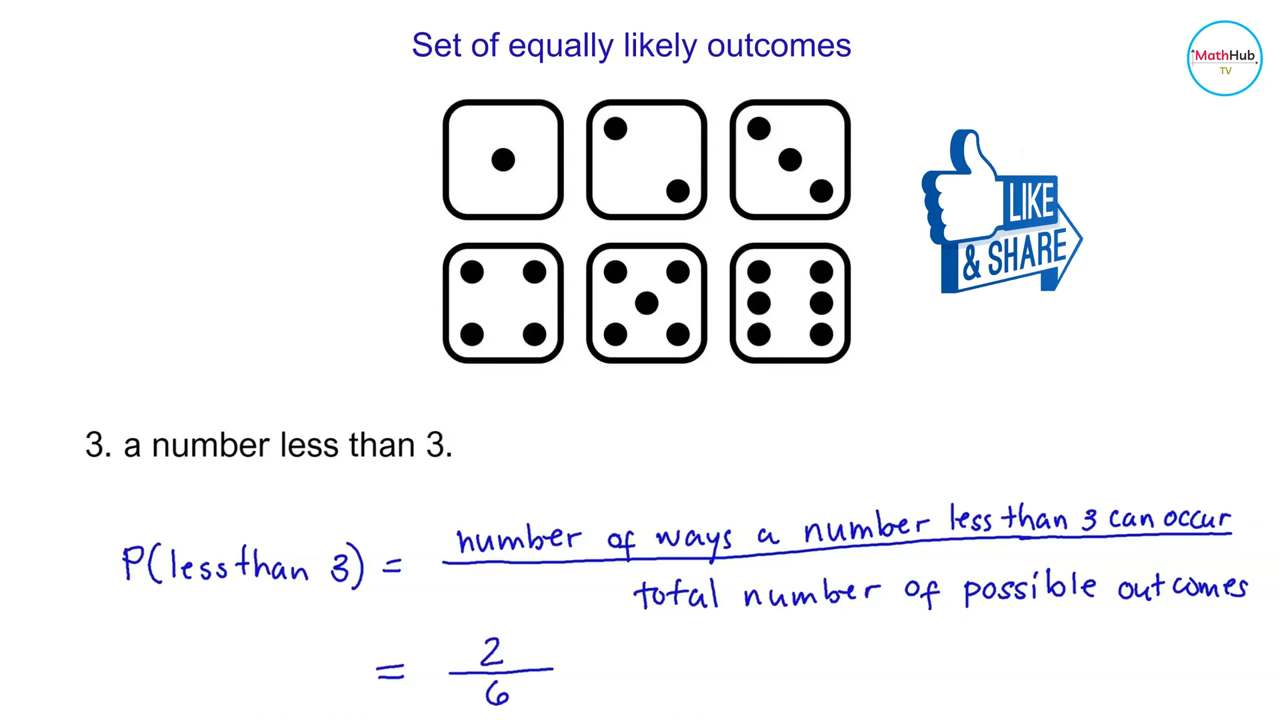 Set of equally likely outcomes
MathHub
TV
LIKE
& SHARE
3. a number less than 3.
P(less than 3) = number of ways a number less than 3 can occur
total number of possible outcomes
= 2
6